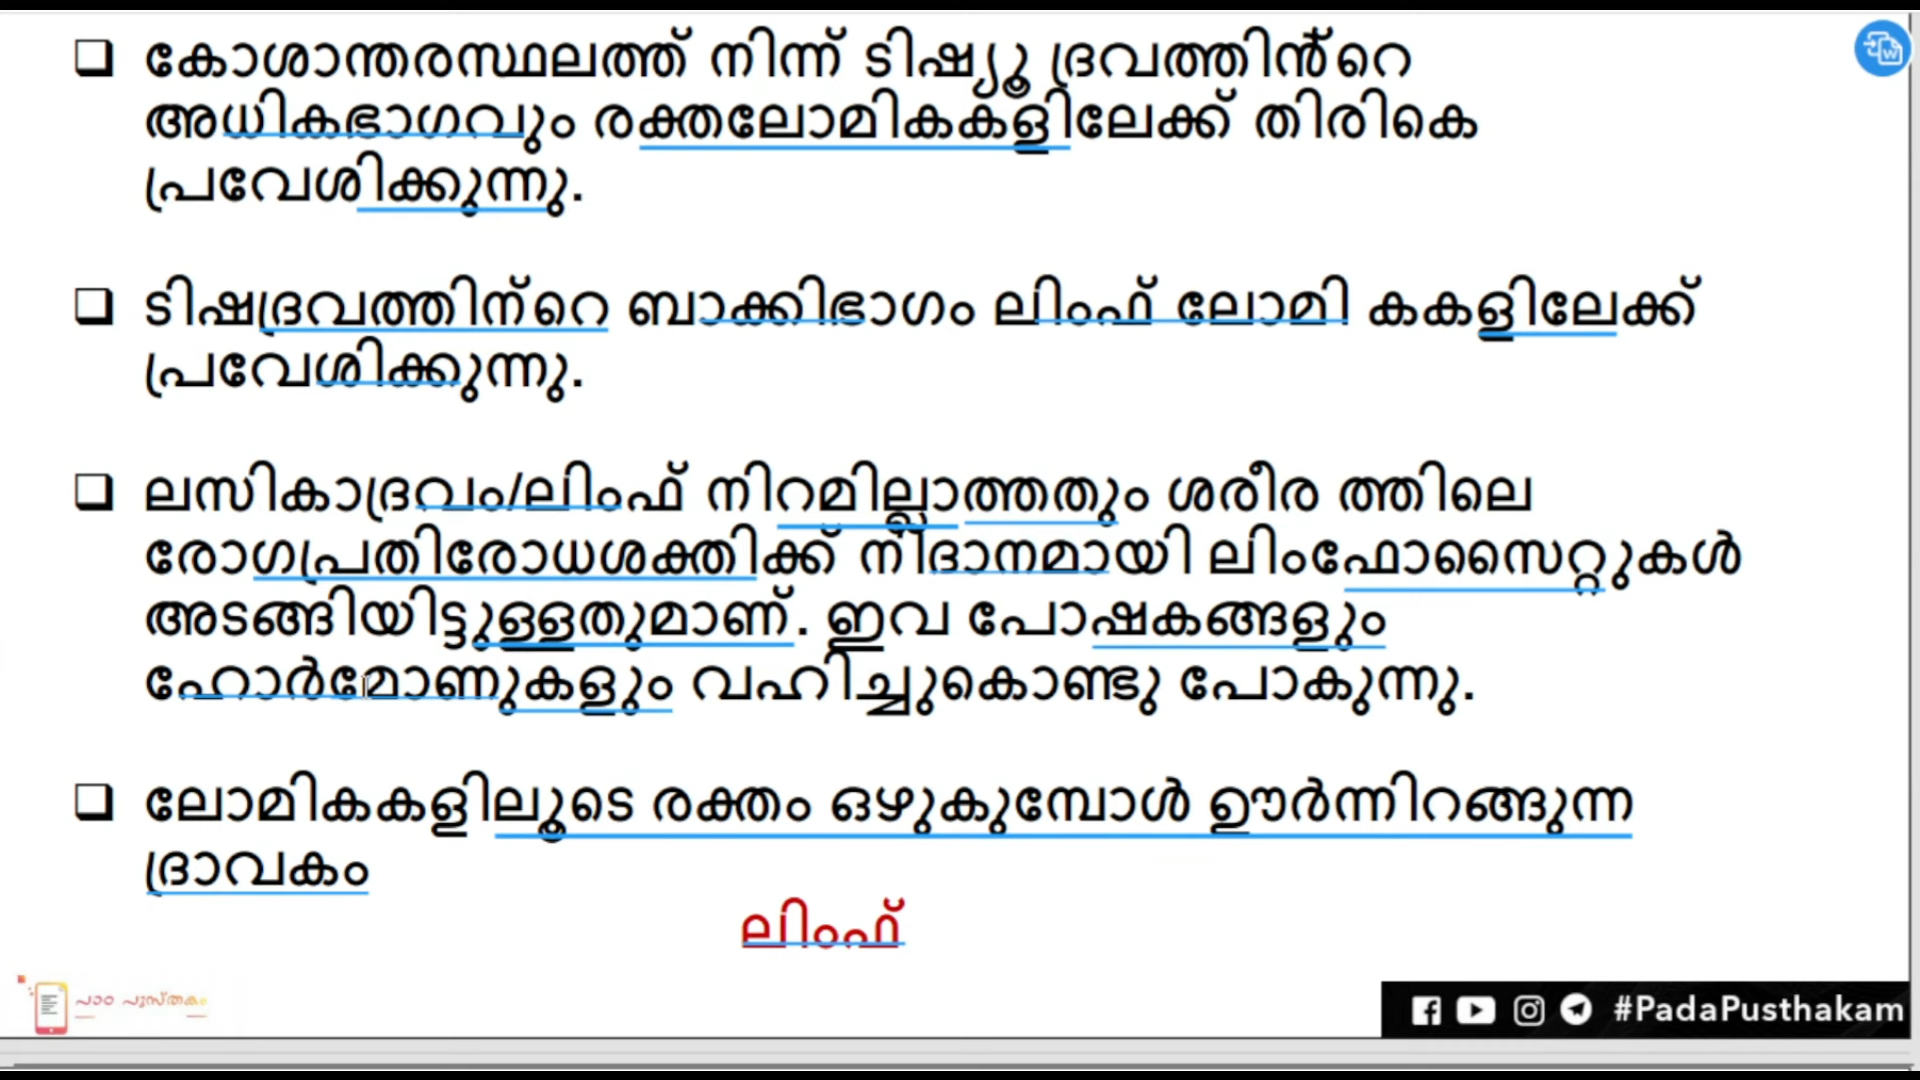 ❑ കോശാന്തരസ്ഥലത്ത് നിന്ന് ടിഷ്യൂ ദ്രവത്തിൻ്റെ
അധികഭാഗവും രക്തലോമികകളിലേക്ക് തിരികെ
പ്രവേശിക്കുന്നു.
❑ ടിഷദ്രവത്തിന്റെ ബാക്കിഭാഗം ലിംഫ് ലോമി കകളിലേക്ക്
പ്രവേശിക്കുന്നു.
❑ ലസികാദ്രവം/ലിംഫ് നിറമില്ലാത്തതും ശരീര ത്തിലെ
രോഗപ്രതിരോധശക്തിക്ക് നിദാനമായി ലിംഫോസൈറ്റുകൾ
അടങ്ങിയിട്ടുള്ളതുമാണ്. ഇവ പോഷകങ്ങളും
ഹോർമോണുകളും വഹിച്ചുകൊണ്ടു പോകുന്നു.
❑ ലോമികകളിലൂടെ രക്തം ഒഴുകുമ്പോൾ ഊർന്നിറങ്ങുന്ന
ദ്രാവകം
ലിംഫ്
പാഠ പുസ്തകം
#PadaPusthakam